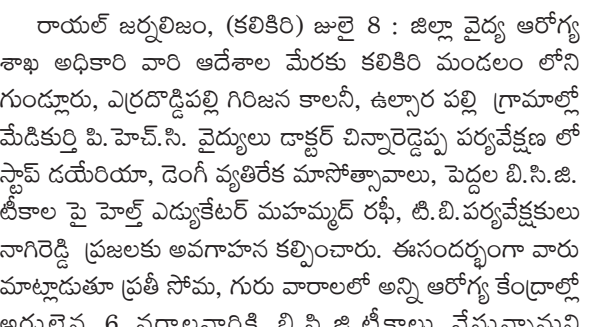 రాయల్ జర్నలిజం, (కలికిరి) జులై 8 : జిల్లా వైద్య ఆరోగ్య
శాఖ అధికారి వారి ఆదేశాల మేరకు కలికిరి మండలం లోని
గుండ్లూరు, ఎర్రదొడ్డిపల్లి గిరిజన కాలనీ, ఉల్సార పల్లి గ్రామాల్లో
మేడికుర్తి పి.హెచ్.సి. వైద్యులు డాక్టర్ చిన్నారెడ్డెప్ప పర్యవేక్షణ లో
స్టాప్ డయేరియా, డెంగీ వ్యతిరేక మాసోత్సావాలు, పెద్దల బి.సి.జి.
టీకాల పై హెల్త్ ఎడ్యుకేటర్ మహమ్మద్ రఫీ, టి.బి.పర్యవేక్షకులు
నాగిరెడ్డి ప్రజలకు అవగాహన కల్పించారు. ఈసందర్భంగా వారు
మాట్లాడుతూ ప్రతీ సోమ, గురు వారాలలో అన్ని ఆరోగ్య కేంద్రాల్లో